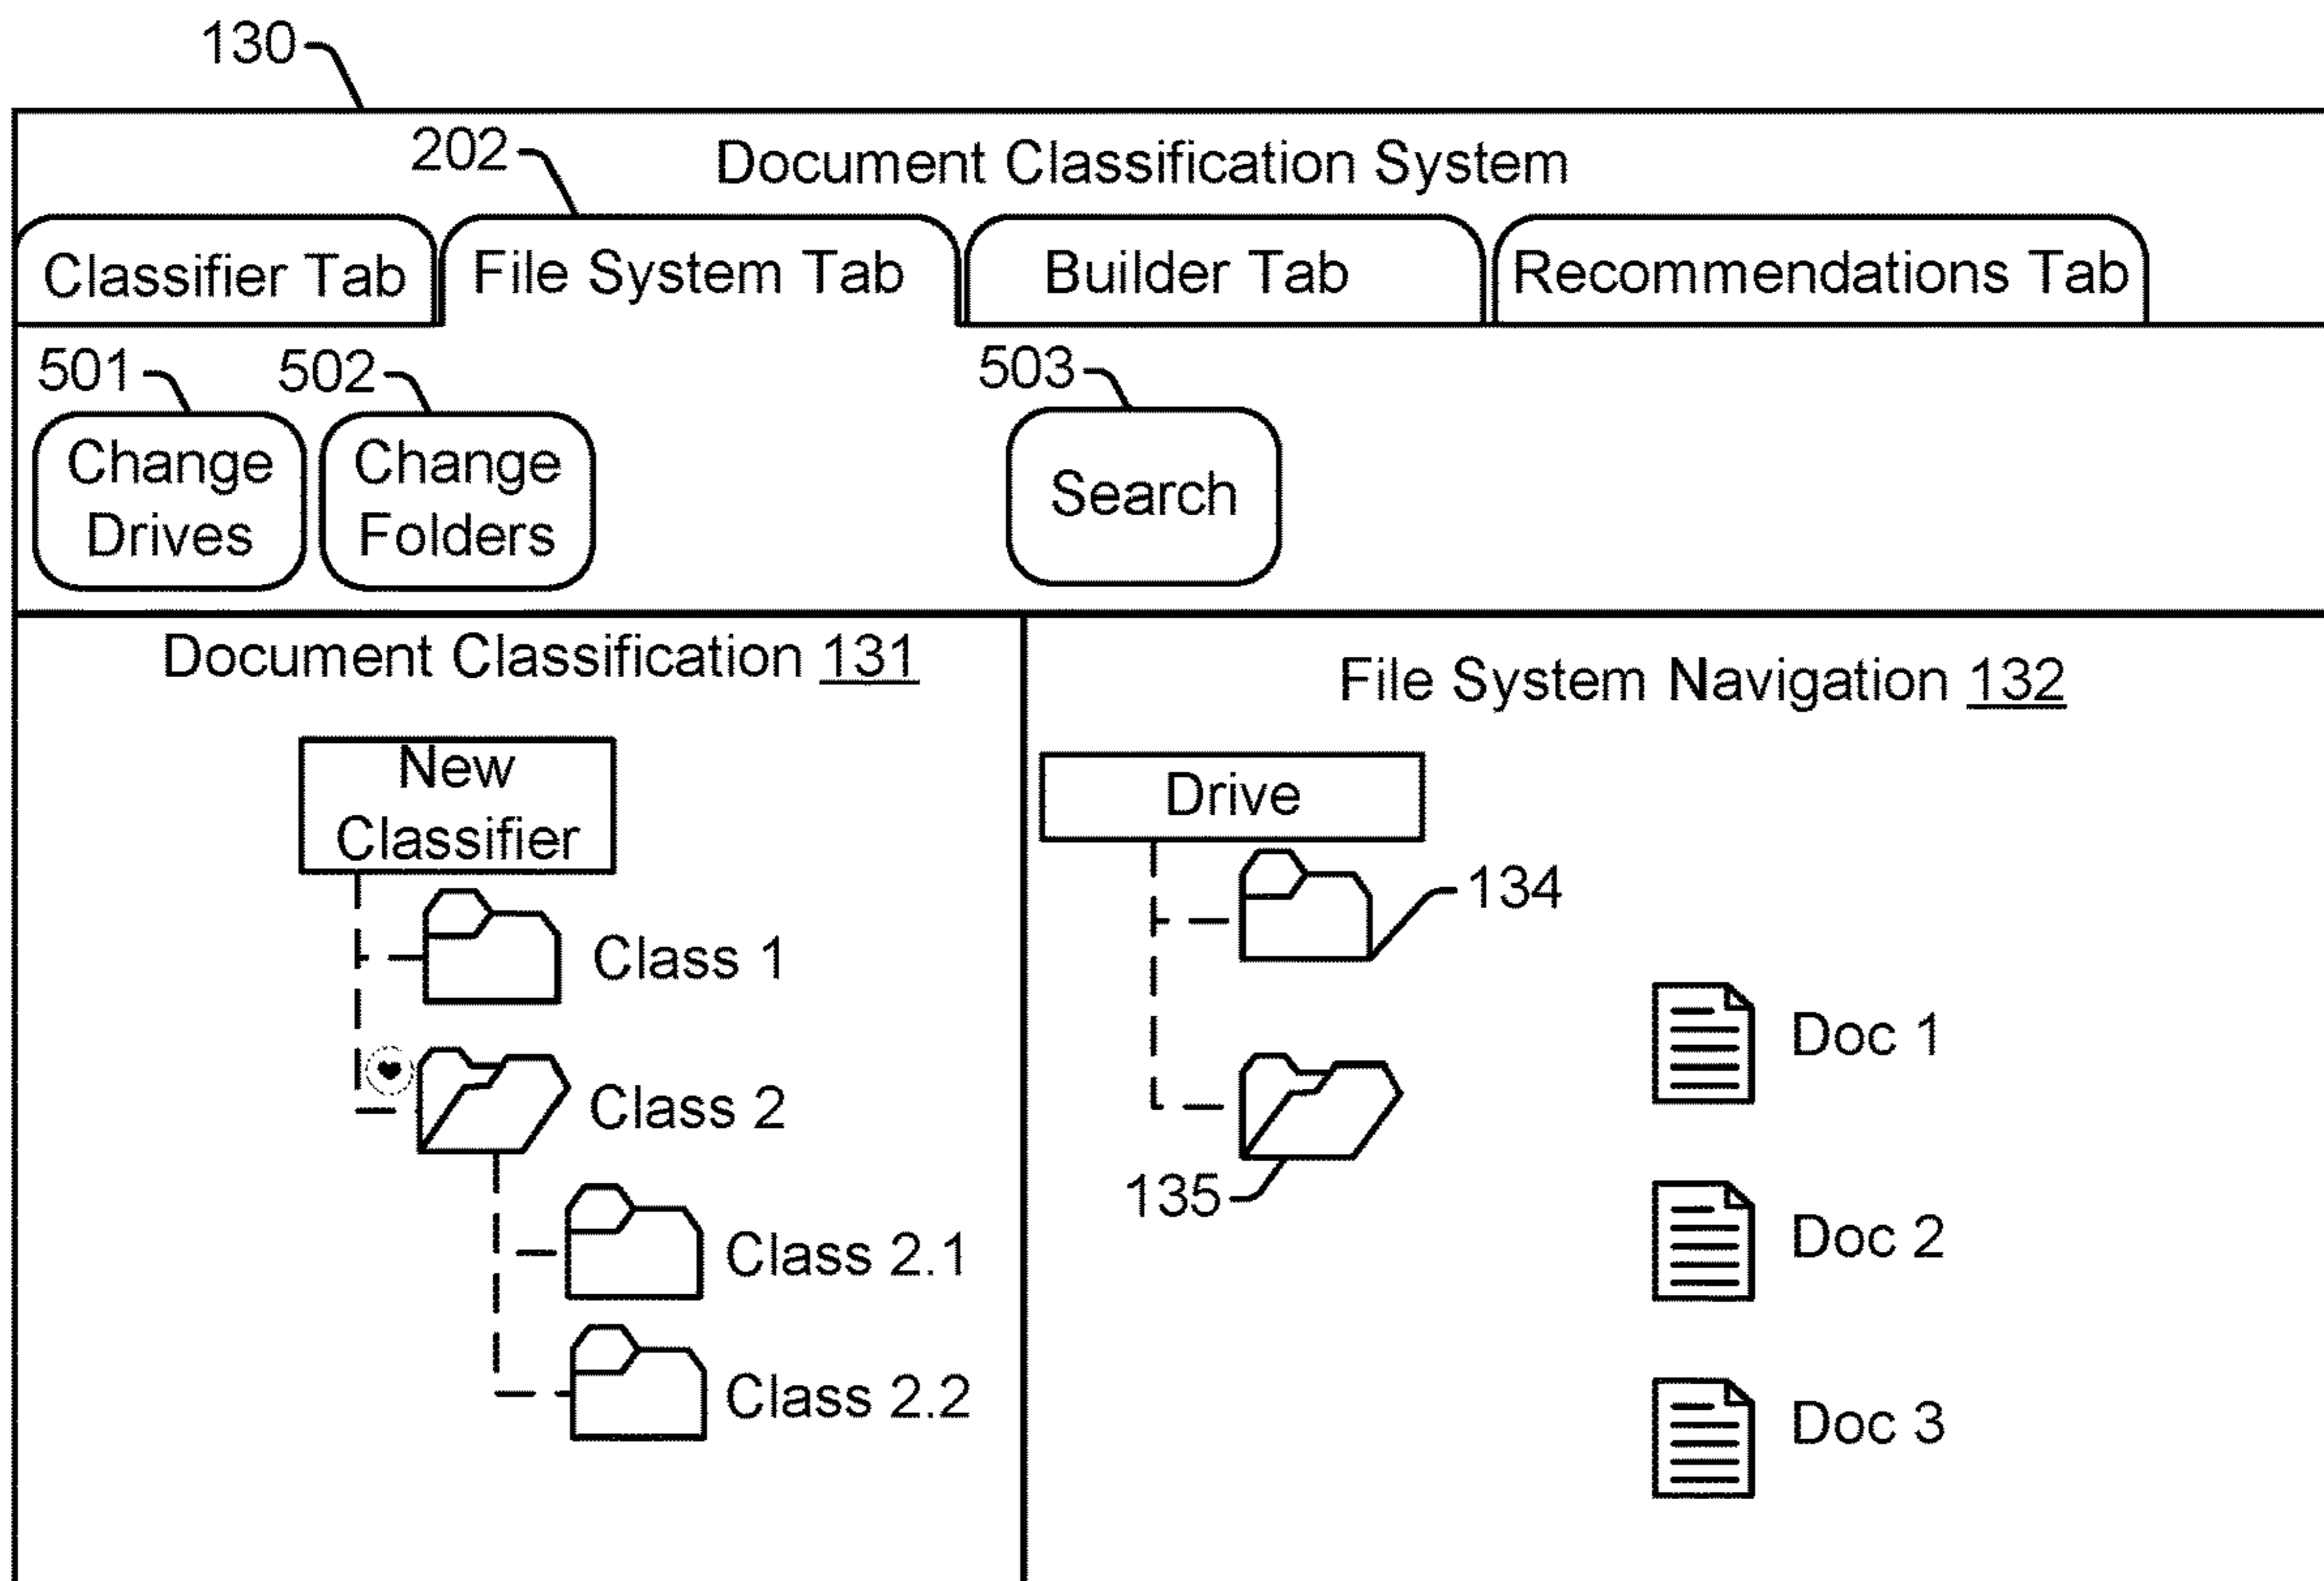 130
202
Document Classification System
Classifier Tab
File System Tab
Builder Tab
Recommendations Tab
501
502
503
Change
Drives
Change
Folders
Search
Document Classification 131
New
Classifier
Class 1
Class 2
Class 2.1
Class 2.2
File System Navigation 132
Drive
134
135
Doc 1
Doc 2
Doc 3